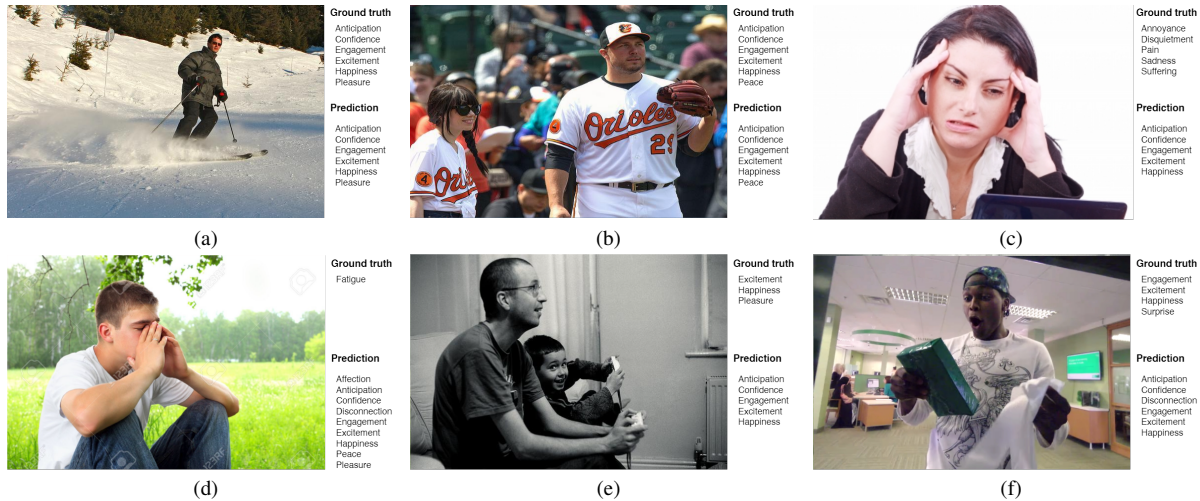 Ground truth
Anticipation
Confidence
Engagement
Excitement
Happiness
Pleasure
Prediction
Anticipation
Confidence
Engagement
Excitement
Happiness
Pleasure
(a)
Orioles
29
4
Ground truth
Anticipation
Confidence
Engagement
Excitement
Happiness
Peace
Prediction
Anticipation
Confidence
Engagement
Excitement
Happiness
Peace
(b)
Ground truth
Annoyance
Disquietment
Pain
Sadness
Suffering
Prediction
Anticipation
Confidence
Engagement
Excitement
Happiness
(c)
Ground truth
Fatigue
Prediction
Affection
Anticipation
Confidence
Disconnection
Engagement
Excitement
Happiness
Peace
Pleasure
(d)
Ground truth
Excitement
Happiness
Pleasure
Prediction
Anticipation
Confidence
Engagement
Excitement
Happiness
(e)
Ground truth
Engagement
Excitement
Happiness
Surprise
Prediction
Anticipation
Confidence
Disconnection
Engagement
Excitement
Happiness
(f)